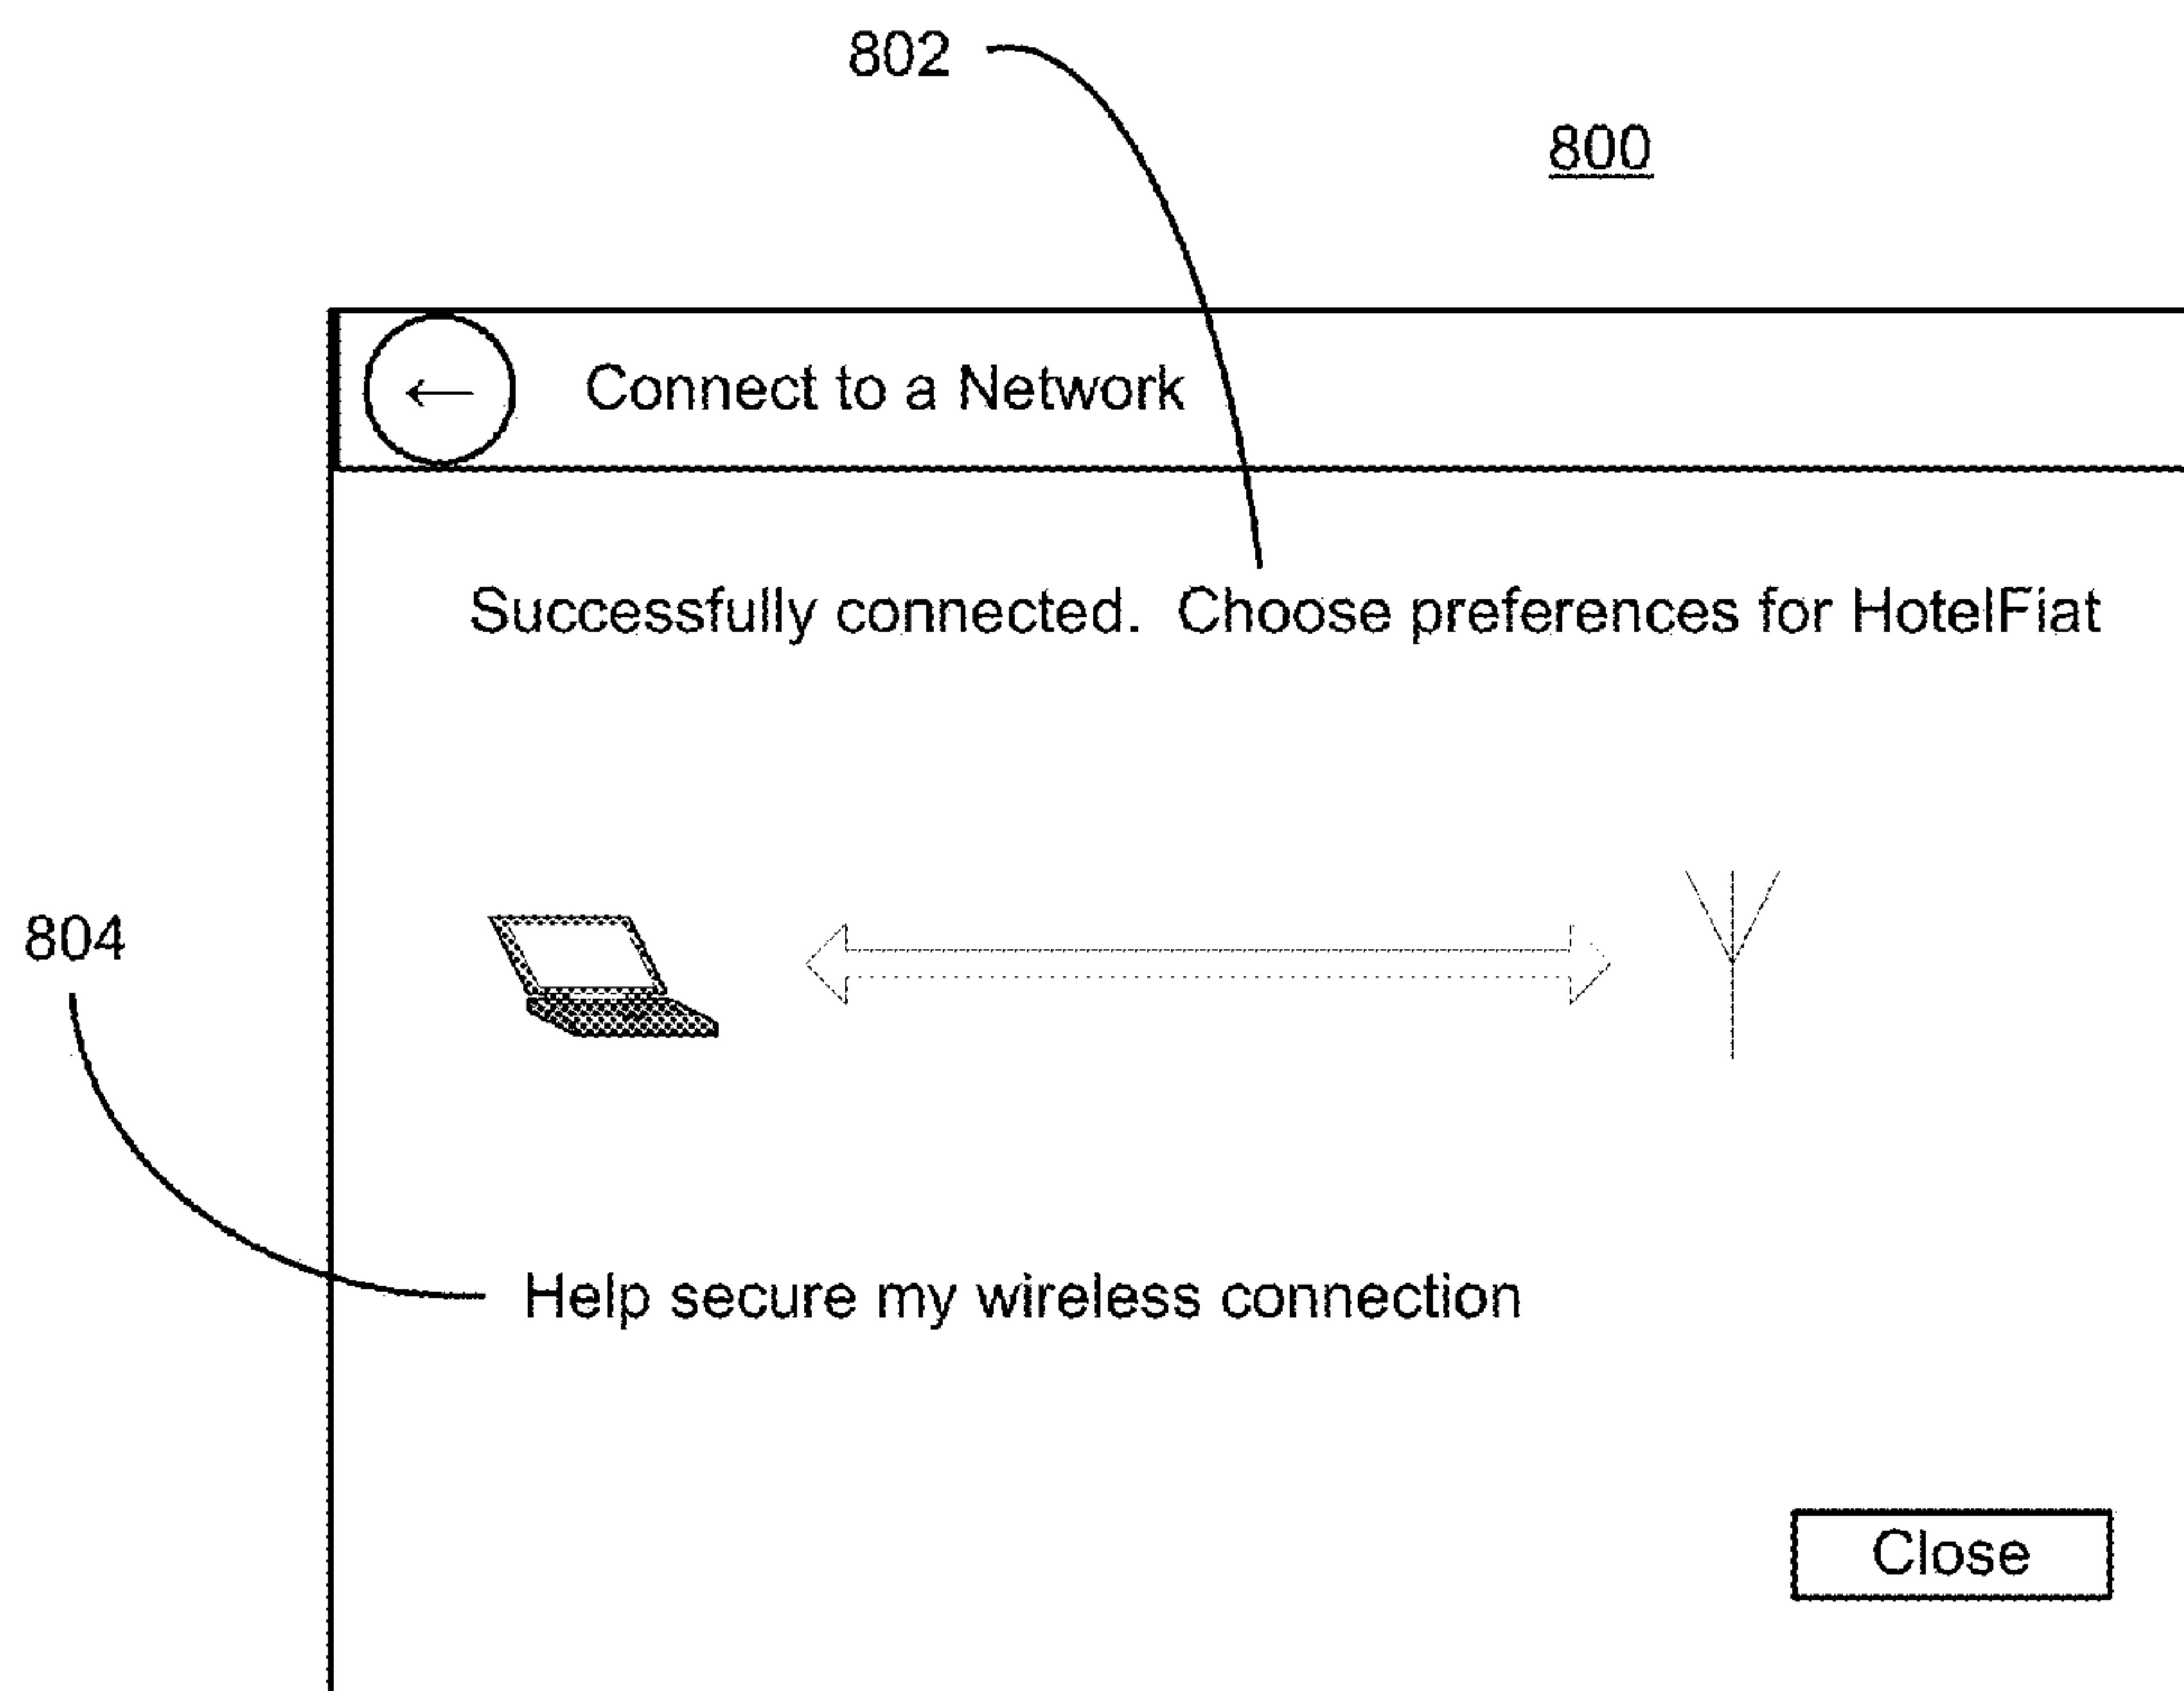 802
800
← Connect to a Network
Successfully connected. Choose preferences for HotelFiat
804
Help secure my wireless connection
Close